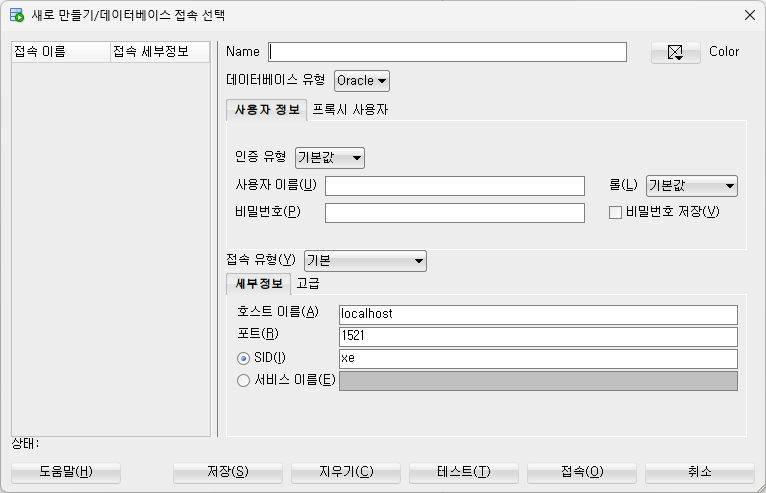 새로 만들기/데이터베이스 접속 선택
접속 이름 접속 세부정보
Name Color
데이터베이스 유형 Oracle
사용자 정보 프록시 사용자
인증 유형 기본값
사용자 이름(U) 롤(L) 기본값
비밀번호(P) 비밀번호 저장(V)
접속 유형(Y) 기본
세부정보 고급
호스트 이름(A) localhost
포트(R) 1521
SID(I) xe
서비스 이름(E)
상태:
도움말(H) 저장(S) 지우기(C) 테스트(T) 접속(O) 취소